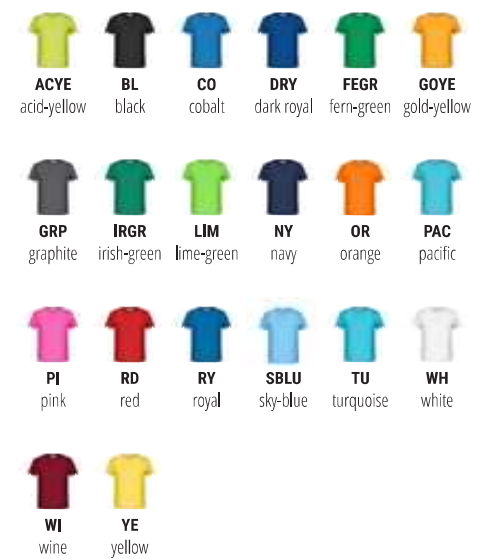 ACYE BL CO DRY FEGR GOYE
acid-yellow black cobalt dark royal fern-green gold-yellow
GRP IRGR LIM NY OR PAC
graphite irish-green lime-green navy orange pacific
PI RD RY SBLU TU WH
pink red royal sky-blue turquoise white
WI YE
wine yellow